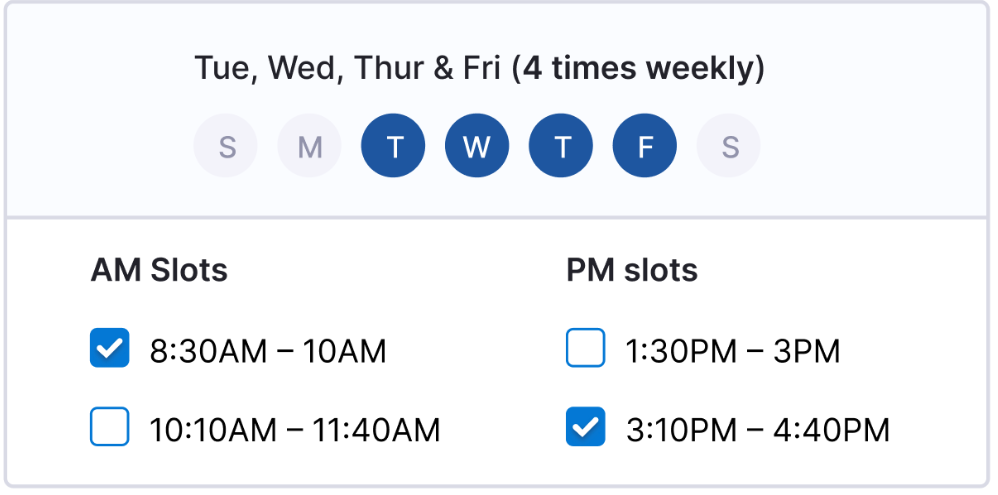 Tue, Wed, Thur & Fri (4 times weekly)
S M T W T F S
AM Slots
8:30AM – 10AM
10:10AM – 11:40AM
PM slots
1:30PM – 3PM
3:10PM – 4:40PM